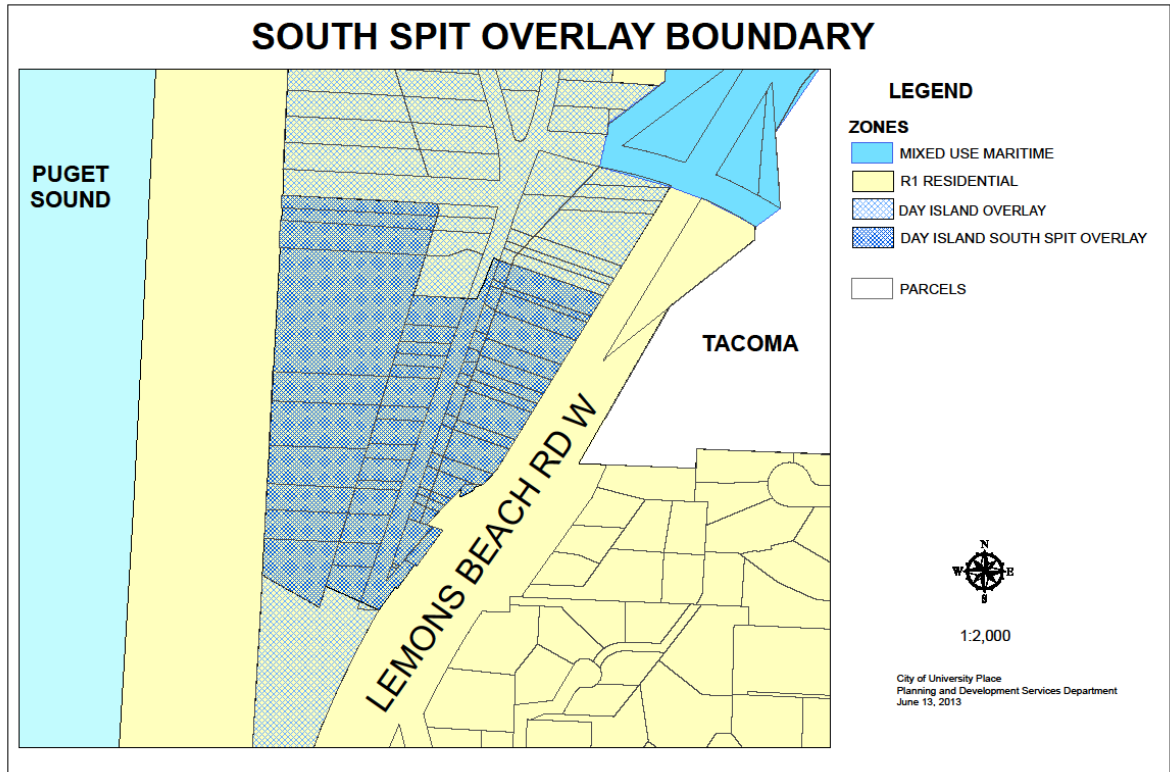 SOUTH SPIT OVERLAY BOUNDARY
PUGET
SOUND
TACOMA
LEMONS BEACH RD W
LEGEND
ZONES
MIXED USE MARITIME
R1 RESIDENTIAL
DAY ISLAND OVERLAY
DAY ISLAND SOUTH SPIT OVERLAY
PARCELS
N
W E
S
1:2,000
City of University Place
Planning and Development Services Department
June 13, 2013